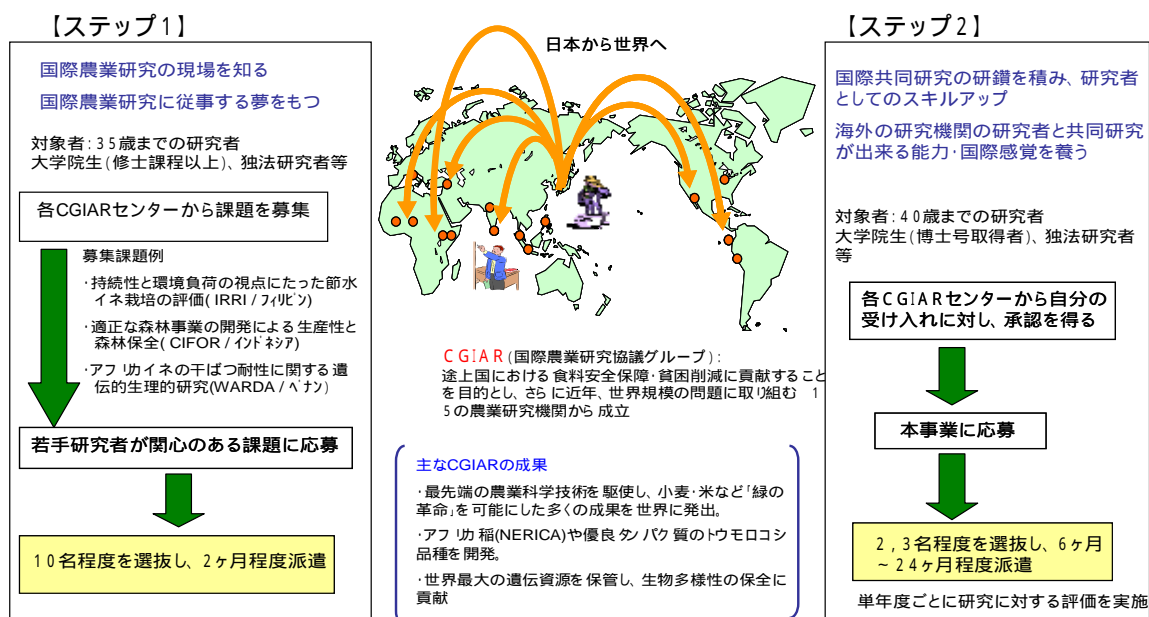 【ステップ1】
国際農業研究の現場を知る
国際農業研究に従事する夢をもつ
対象者：35歳までの研究者
大学院生(修士課程以上)、独法研究者等
各CGIARセンターから課題を募集
募集課題例
・持続性と環境負荷の視点にたった節水
イネ栽培の評価(IRRI/フィリピン)
・適正な森林事業の開発による生産性と
森林保全(CIFOR/インドネシア)
・アフリカイネの干ばつ耐性に関する遺
伝的生理的研究(WARDA/ベナン)
若手研究者が関心のある課題に応募
10名程度を選抜し、2ヶ月程度派遣
日本から世界へ
CGIAR(国際農業研究協議グループ)：
途上国における食料安全保障・貧困削減に貢献すること
を目的とし、さらに近年、世界規模の問題に取り組む 1
5の農業研究機関から成立
主なCGIARの成果
・最先端の農業科学技術を駆使し、小麦・米など「緑の
革命」を可能にした多くの成果を世界に発出。
・アフリカ稲(NERICA)や優良タンパク質のトウモロコシ
品種を開発。
・世界最大の遺伝資源を保管し、生物多様性の保全に
貢献
【ステップ2】
国際共同研究の研鑽を積み、研究者
としてのスキルアップ
海外の研究機関の研究者と共同研究
が出来る能力・国際感覚を養う
対象者：40歳までの研究者
大学院生(博士号取得者)、独法研究者
等
各CGIARセンターから自分の
受け入れに対し、承認を得る
本事業に応募
2,3名程度を選抜し、6ヶ月
~24ヶ月程度派遣
単年度ごとに研究に対する評価を実施